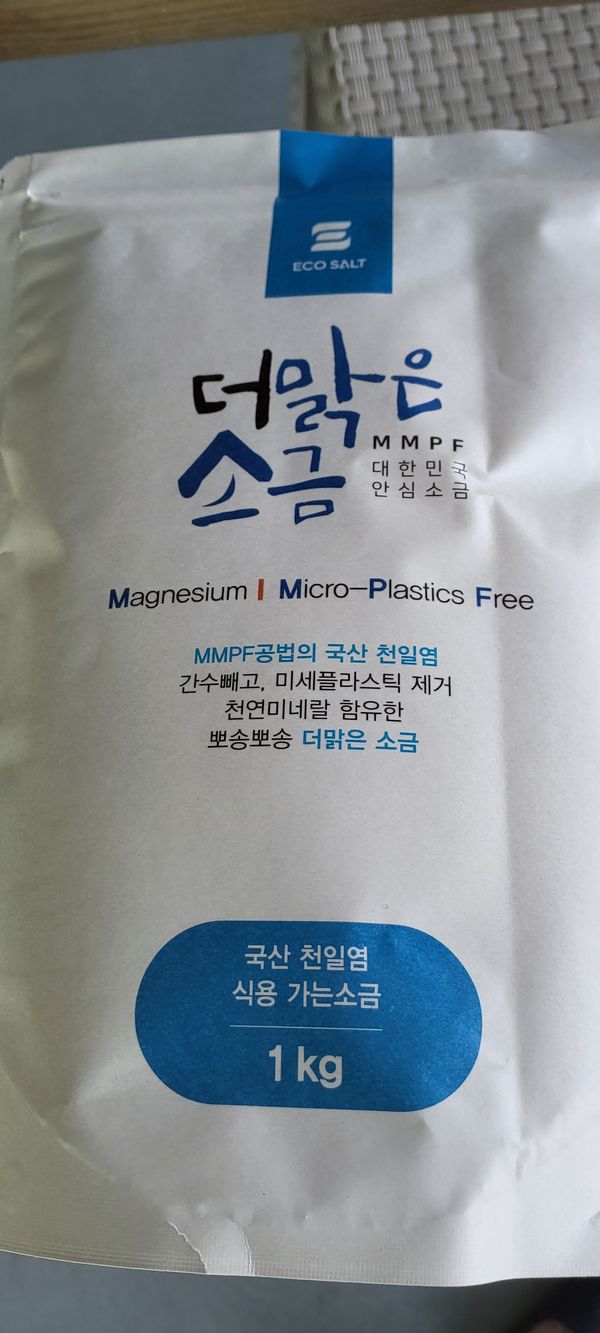 ECO SALT
더맑은
소금
MMPF
대한민국
안심소금
Magnesium | Micro-Plastics Free
MMPF공법의 국산 천일염
간수빼고, 미세플라스틱 제거
천연미네랄 함유한
뽀송뽀송 더맑은 소금
국산 천일염
식용 가는소금
1kg